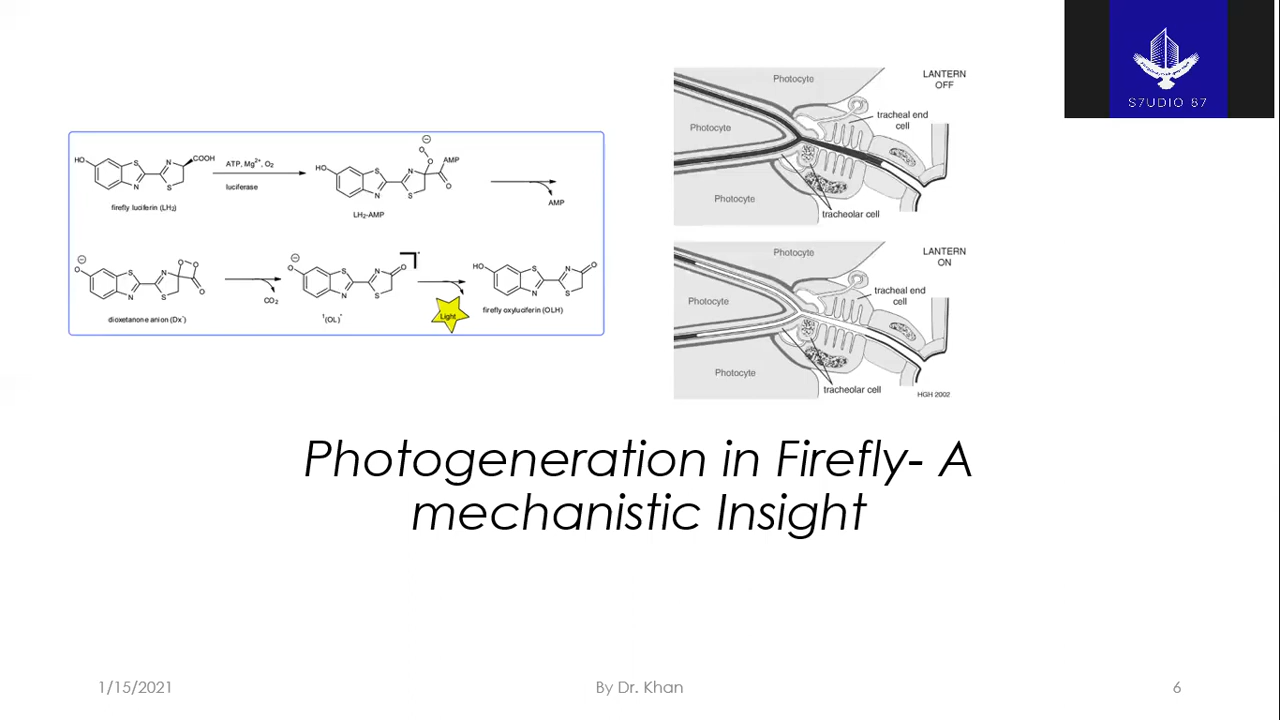 S7UDIO 87
HO
S
N
N
S
COOH
firefly luciferin (LH₂)
ATP, Mg²⁺, O₂
luciferase
HO
S
N
N
S
O
O
⊖
AMP
O
LH₂-AMP
AMP
⊖
O
S
N
N
S
O
O
O
dioxetanone anion (Dx⁻)
CO₂
⊖
O
S
N
N
S
O
*
¹(OL)⁻
Light
HO
S
N
N
S
O
firefly oxyluciferin (OLH)
Photocyte
LANTERN
OFF
tracheal end
cell
Photocyte
Photocyte
tracheolar cell
Photocyte
LANTERN
ON
tracheal end
cell
Photocyte
Photocyte
tracheolar cell
HGH 2002
Photogeneration in Firefly- A
mechanistic Insight
1/15/2021
By Dr. Khan
6